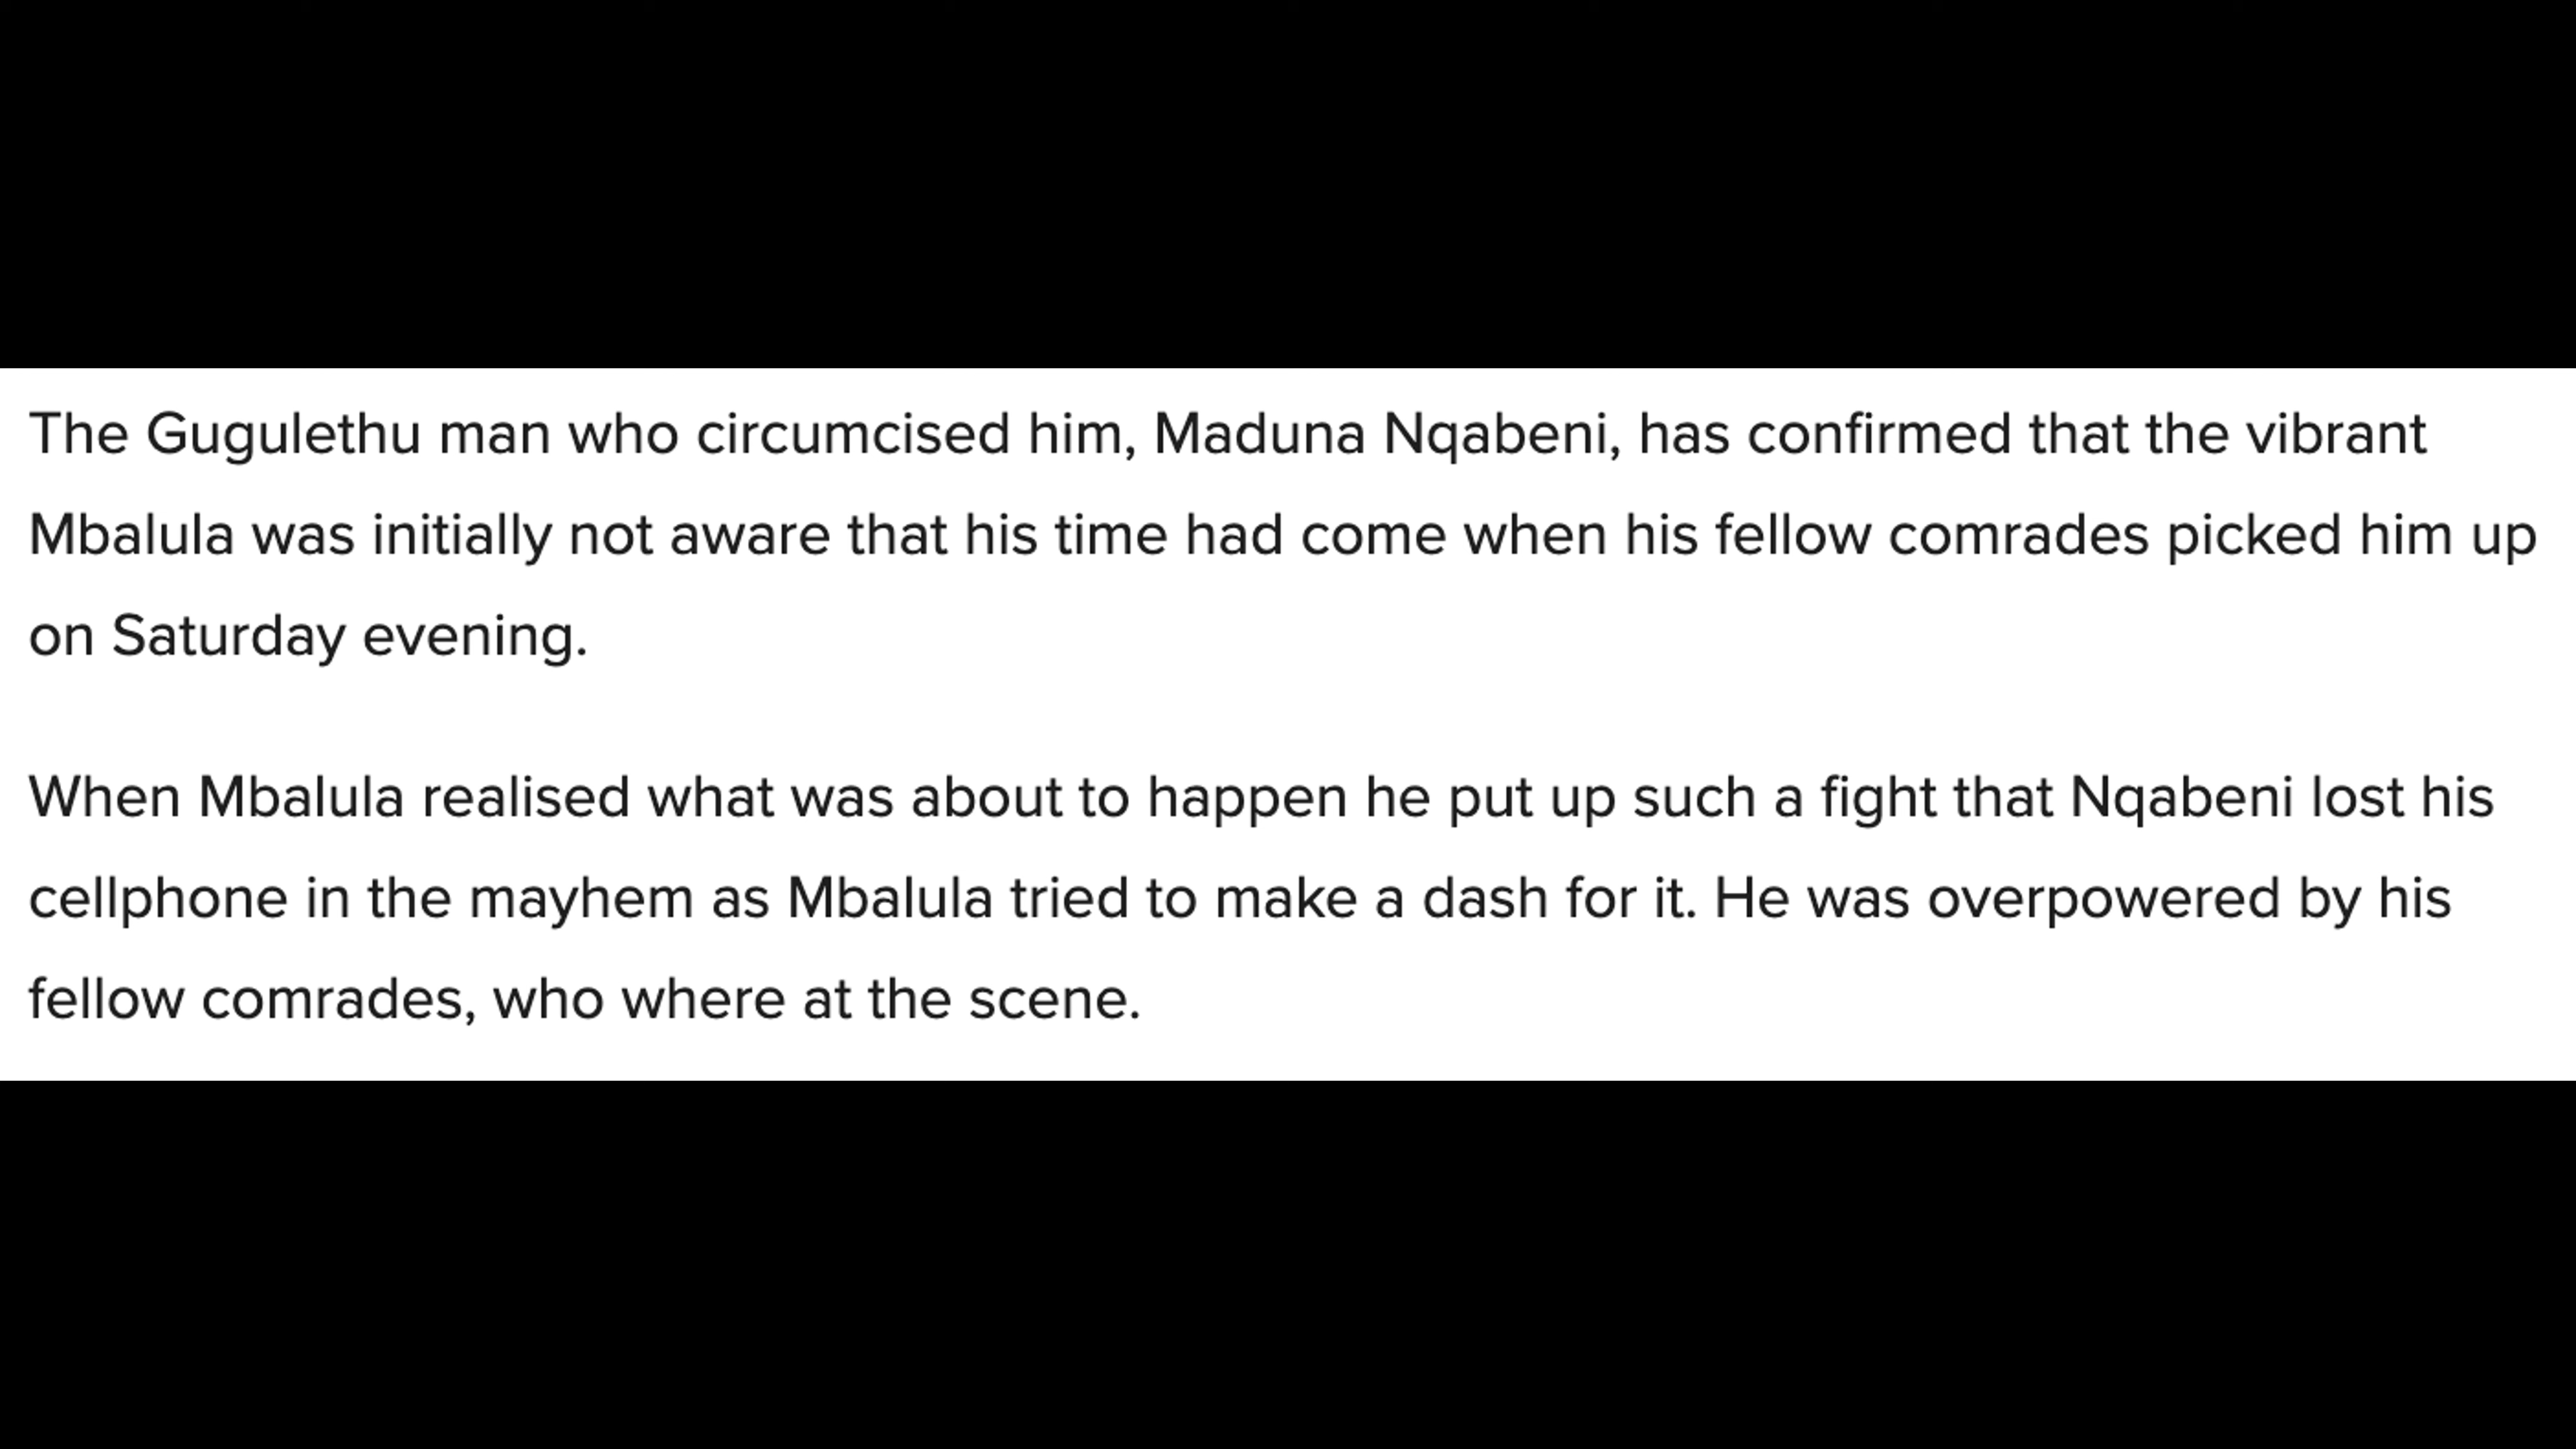 The Gugulethu man who circumcised him, Maduna Nqabeni, has confirmed that the vibrant
Mbalula was initially not aware that his time had come when his fellow comrades picked him up
on Saturday evening.
When Mbalula realised what was about to happen he put up such a fight that Nqabeni lost his
cellphone in the mayhem as Mbalula tried to make a dash for it. He was overpowered by his
fellow comrades, who where at the scene.